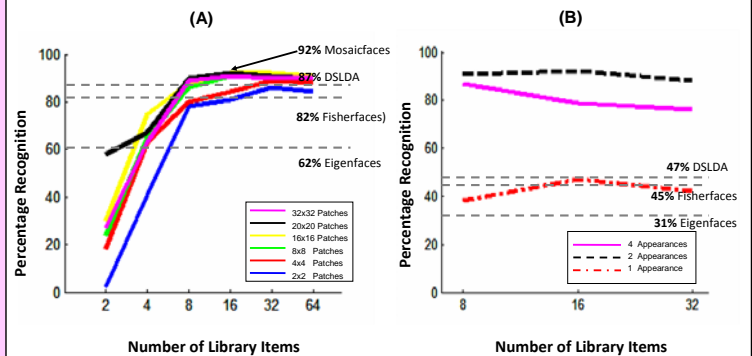 (A)
Percentage Recognition
100
80
60
40
20
0
92% Mosaicfaces
87% DSLDA
82% Fisherfaces)
62% Eigenfaces
32x32 Patches
20x20 Patches
16x16 Patches
8x8 Patches
4x4 Patches
2x2 Patches
2 4 8 16 32 64
Number of Library Items
(B)
Percentage Recognition
100
80
60
40
20
0
47% DSLDA
45% Fisherfaces
31% Eigenfaces
4 Appearances
2 Appearances
1 Appearance
8 16 32
Number of Library Items